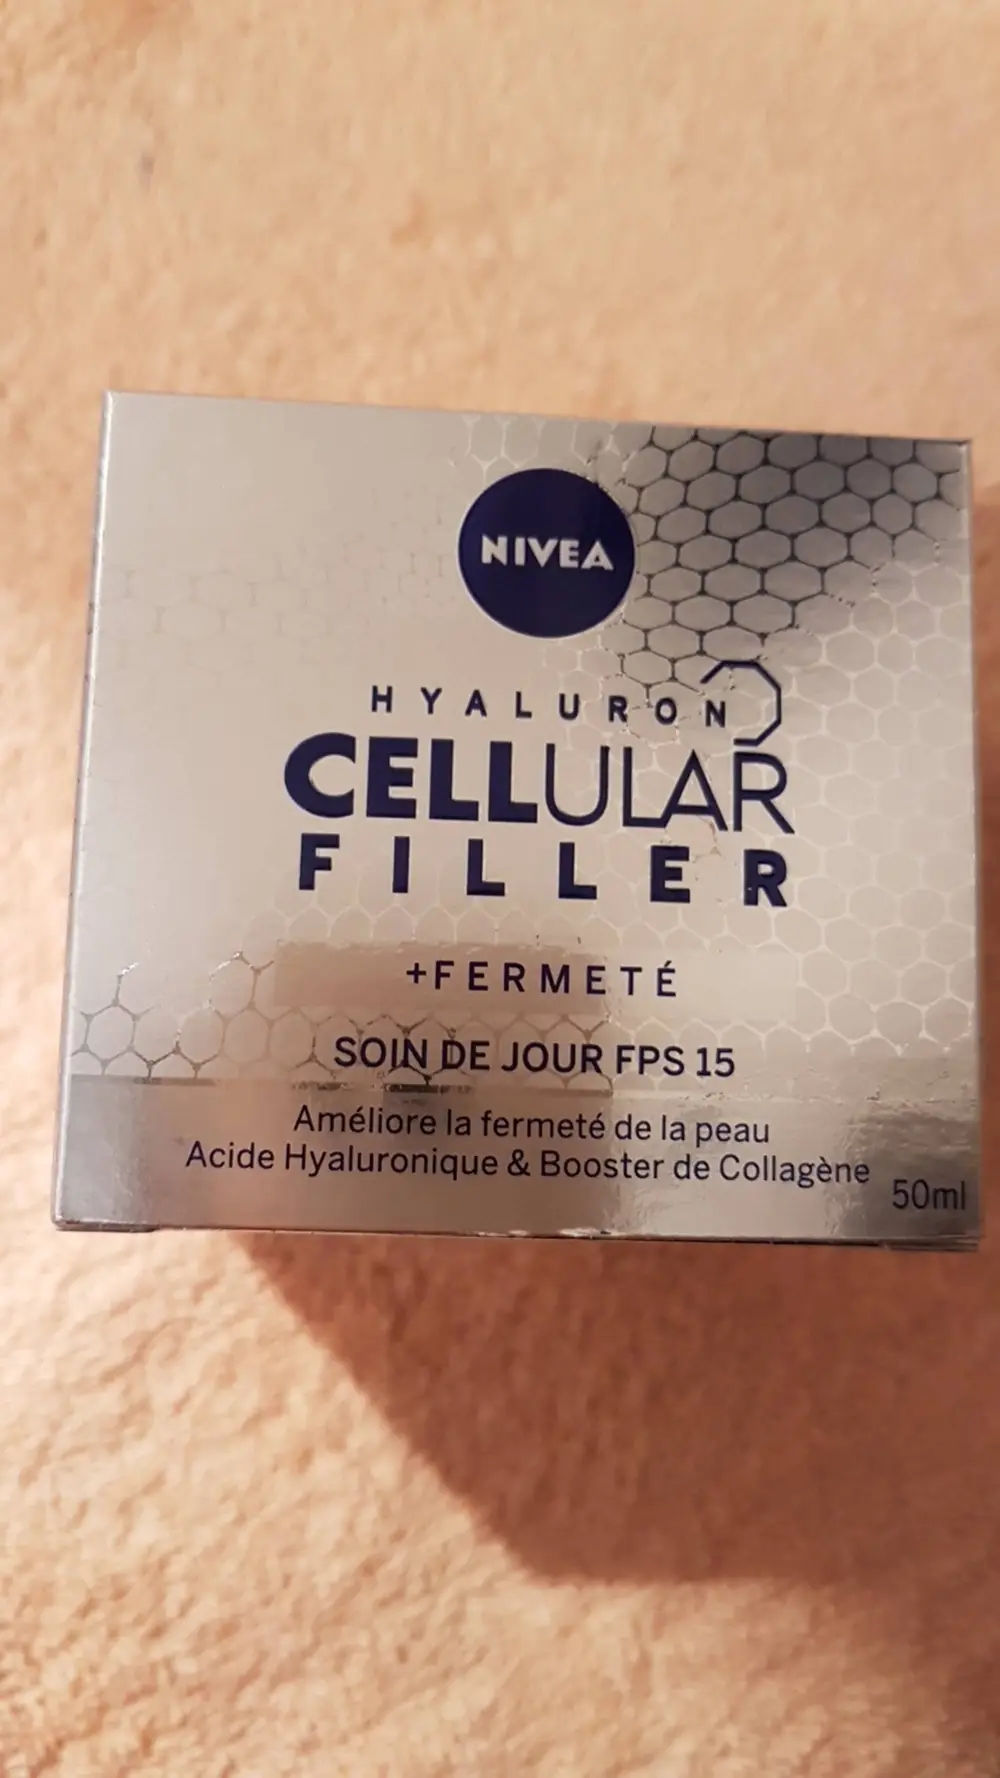 NIVEA
HYALURON
CELLULAR
FILLER
+FERMETÉ
SOIN DE JOUR FPS 15
Améliore la fermeté de la peau
Acide Hyaluronique & Booster de Collagène
50ml